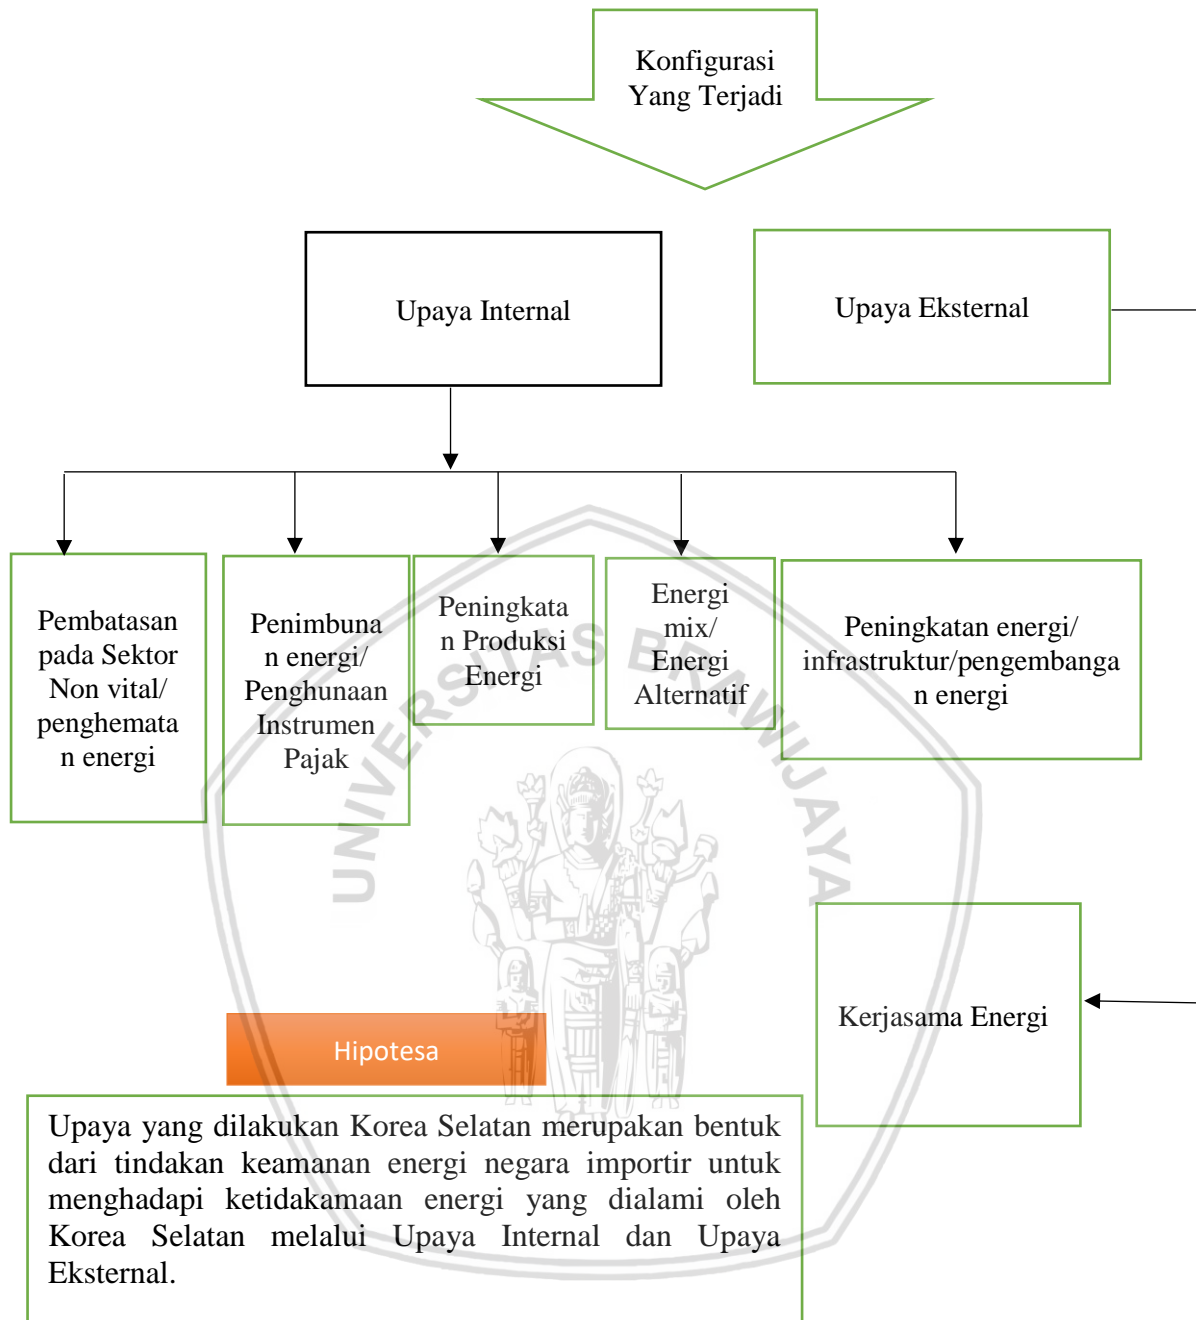 Konfigurasi
Yang Terjadi
Upaya Internal
Upaya Eksternal
Pembatasan
pada Sektor
Non vital/
penghemata
n energi
Penimbuna
n energi/
Penghunaan
Instrumen
Pajak
Peningkata
n Produksi
Energi
Energi
mix/
Energi
Alternatif
Peningkatan energi/
infrastruktur/pengembanga
n energi
UNIVERSITAS BRAWIJAYA
Kerjasama Energi
Hipotesa
Upaya yang dilakukan Korea Selatan merupakan bentuk
dari tindakan keamanan energi negara importir untuk
menghadapi ketidakamaan energi yang dialami oleh
Korea Selatan melalui Upaya Internal dan Upaya
Eksternal.